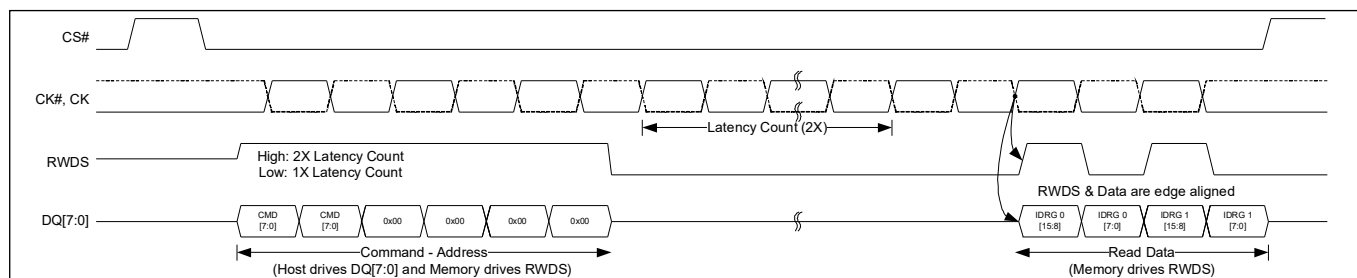 CS#
CK#, CK
Latency Count (2X)
RWDS
High: 2X Latency Count
Low: 1X Latency Count
RWDS & Data are edge aligned
DQ[7:0]
CMD
[7:0]
CMD
[7:0]
0x00
0x00
0x00
0x00
IDRG 0
[15:8]
IDRG 0
[7:0]
IDRG 1
[15:8]
IDRG 1
[7:0]
Command - Address
(Host drives DQ[7:0] and Memory drives RWDS)
Read Data
(Memory drives RWDS)